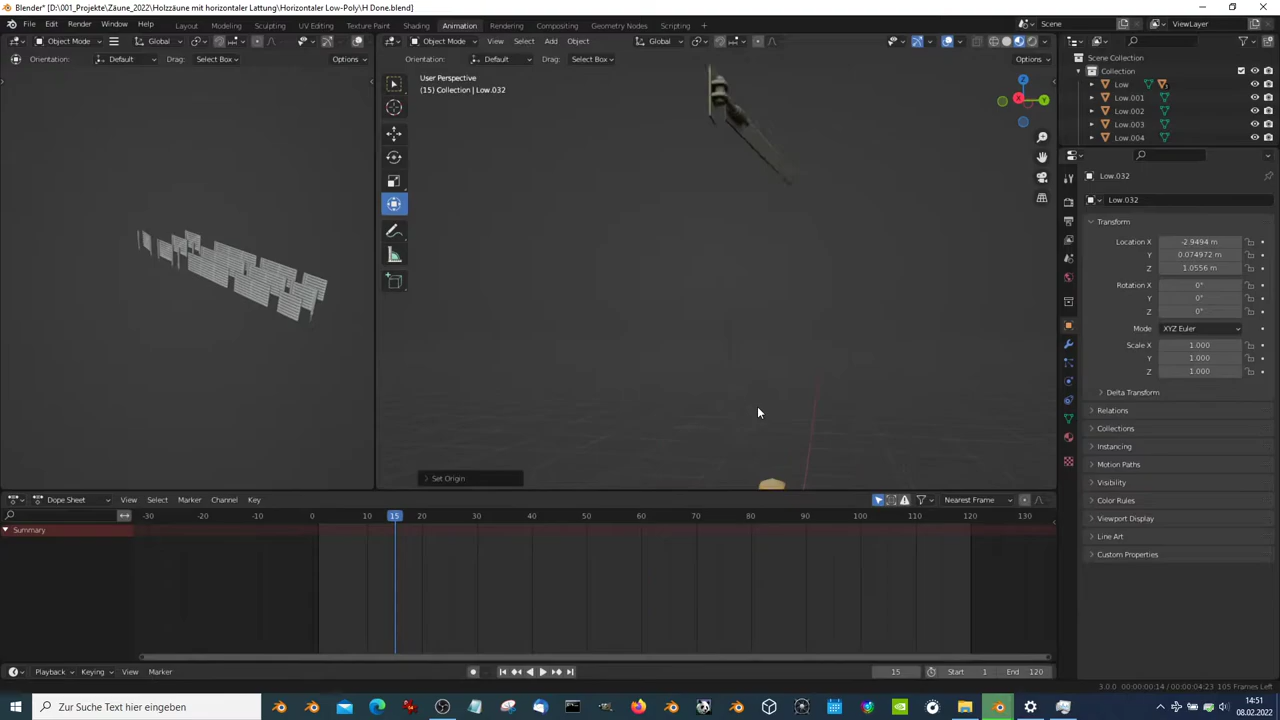 Blender* [D:\001_Projekte\Zäune_2022\Holzzäune mit horizontaler Lattung\Horizontaler Low-Poly\H Done.blend]
File Edit Render Window Help Layout Modeling Sculpting UV Editing Texture Paint Shading Animation Rendering Compositing Geometry Nodes Scripting + Scene ViewLayer
Object Mode Global Object Mode View Select Add Object Global
Orientation: Default Drag: Select Box Options Orientation: Default Drag: Select Box Options
Scene Collection
Collection
Low
Low.001
Low.002
Low.003
Low.004
User Perspective
(15) Collection | Low.032
Z
X
Y
Low.032
Low.032
Transform
Location X -2.9494 m
Y 0.074972 m
Z 1.0556 m
Rotation X 0°
Y 0°
Z 0°
Mode XYZ Euler
Scale X 1.000
Y 1.000
Z 1.000
Delta Transform
Relations
Collections
Instancing
Motion Paths
Visibility
Color Rules
Viewport Display
Line Art
Custom Properties
Set Origin
Dope Sheet View Select Marker Channel Key Nearest Frame
-30 -20 -10 0 10 15 20 30 40 50 60 70 80 90 100 110 120 130
Summary
Playback Keying View Marker 15 Start 1 End 120
3.0.0 00:00:00:14 / 00:00:04:23 105 Frames Left
Zur Suche Text hier eingeben
14:51
08.02.2022